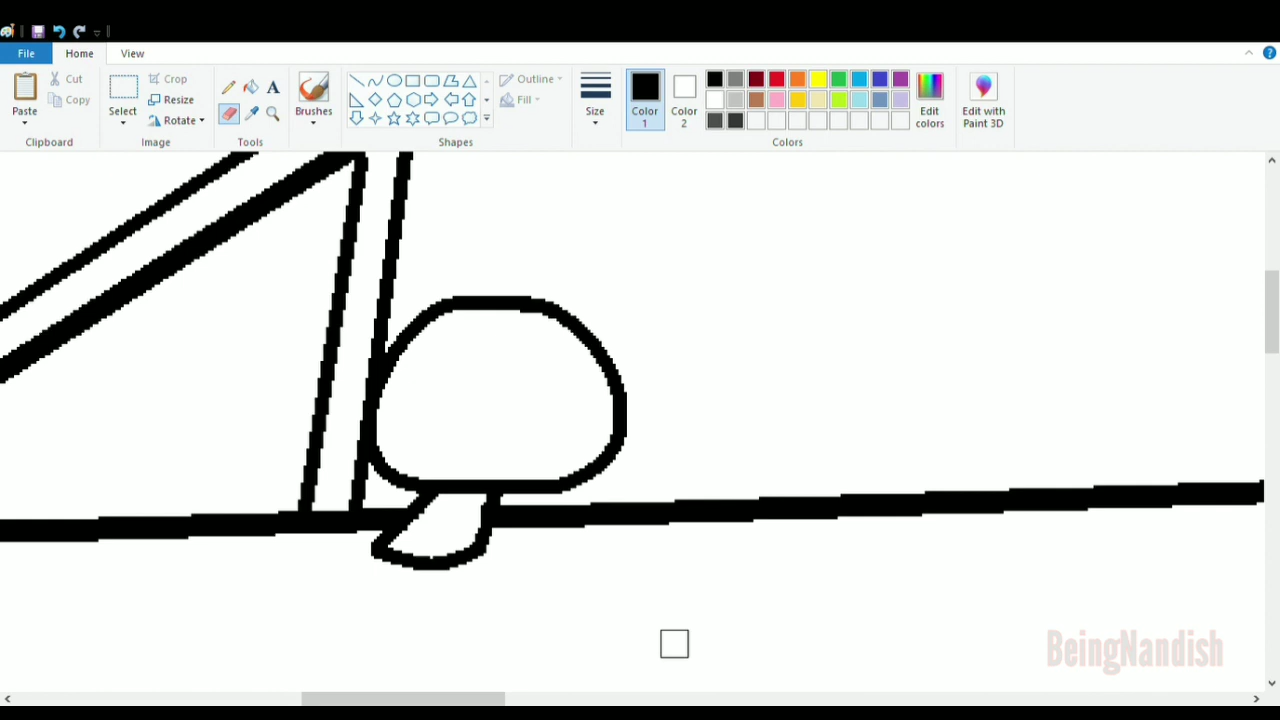 File Home View
Paste Cut Copy Select Crop Resize Rotate A Brushes Outline Fill Size Color 1 Color 2 Edit colors Edit with Paint 3D
Clipboard Image Tools Shapes Colors
BeingNandish